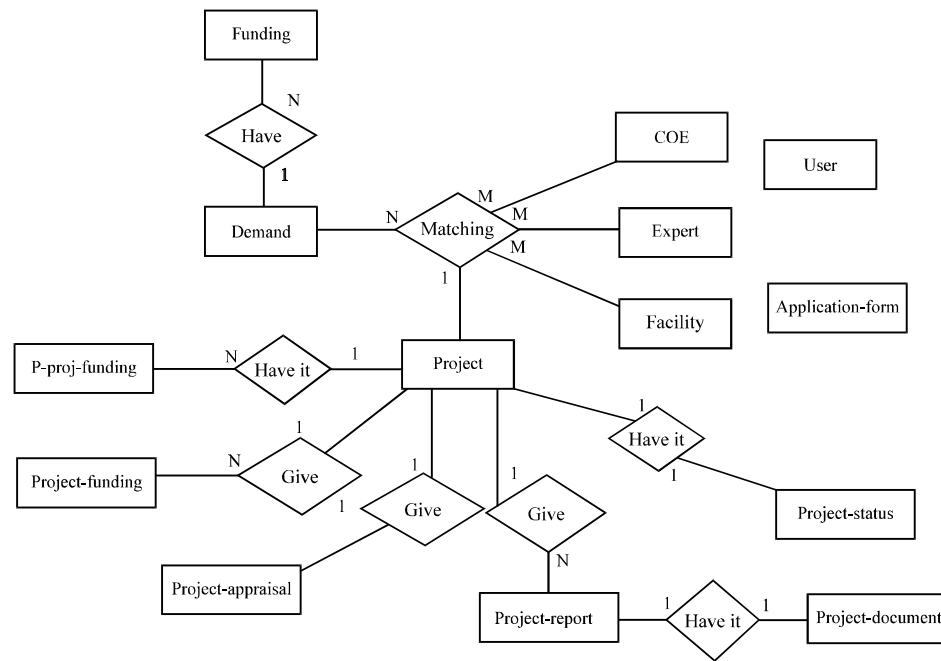 Funding
N
Have
1
COE
User
M
N
Matching
M
Demand
Expert
M
1
Facility
Application-form
P-proj-funding
N
Have it
1
Project
1
Have it
1
1
N
Project-funding
Give
1
1
Give
1
Give
N
Project-status
Project-appraisal
Project-report
1
Have it
1
Project-document